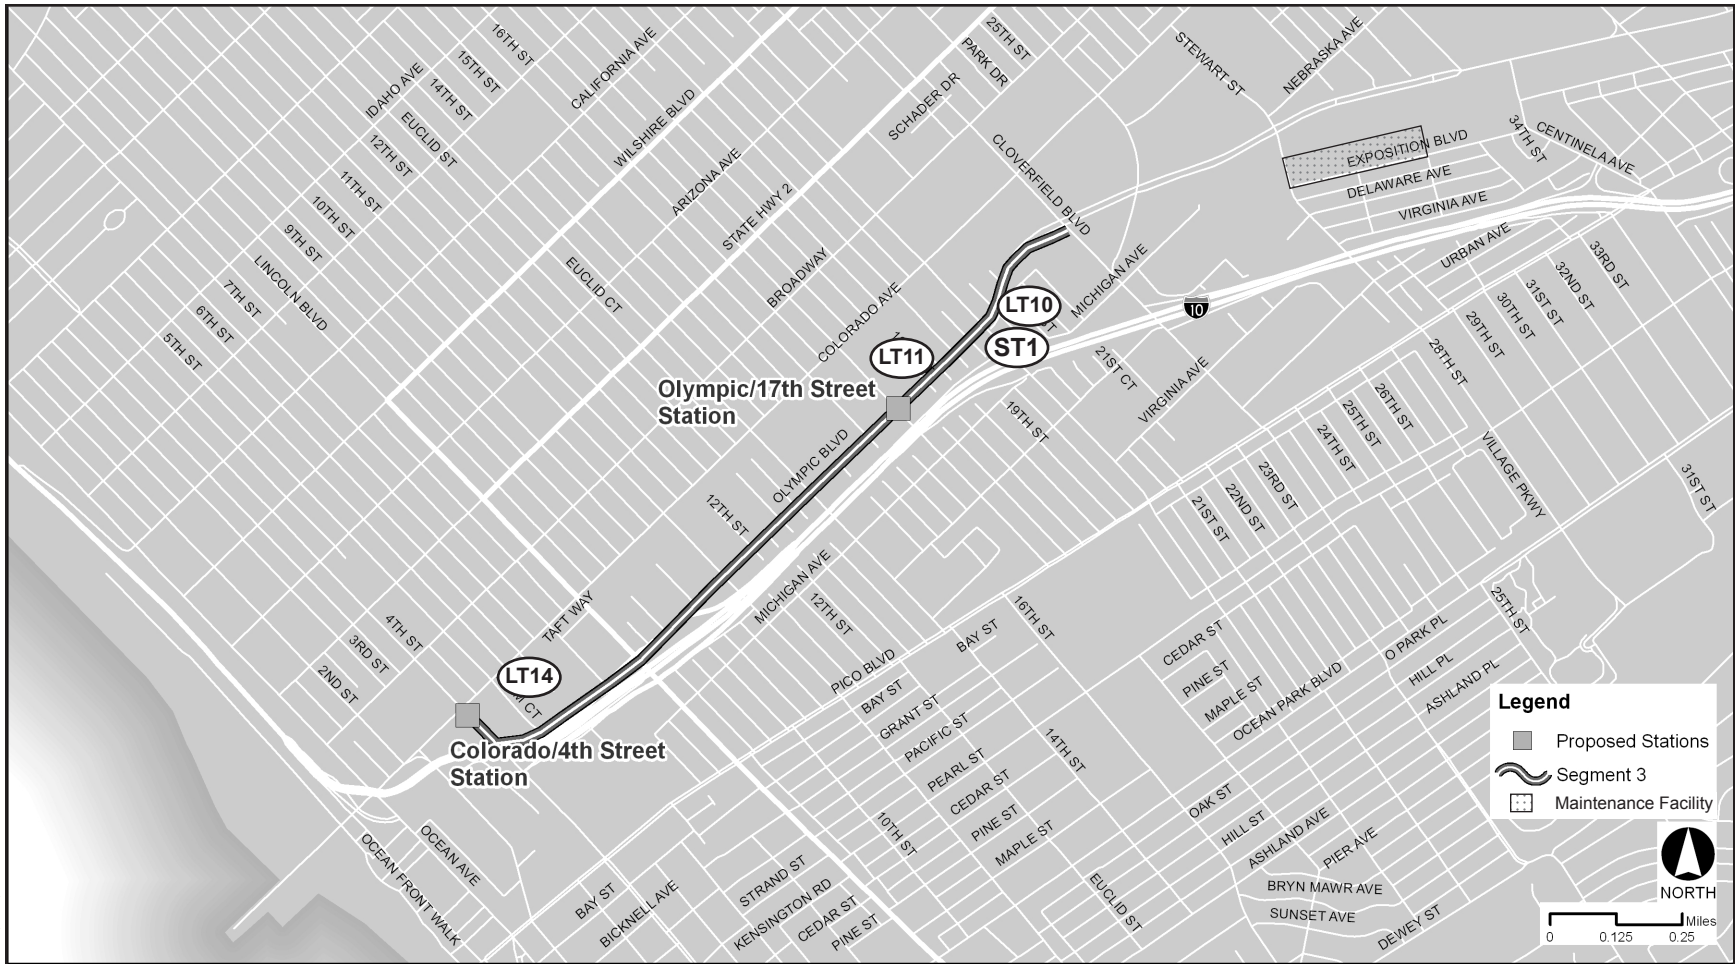 16TH ST
15TH ST
14TH ST
IDAHO AVE
EUCLID ST
12TH ST
11TH ST
10TH ST
9TH ST
LINCOLN BLVD
7TH ST
6TH ST
5TH ST
CALIFORNIA AVE
WILSHIRE BLVD
ARIZONA AVE
STATE HWY 2
BROADWAY
COLORADO AVE
EUCLID CT
25TH ST
PARK DR
SCHADER DR
CLOVERFIELD BLVD
STEWART ST
NEBRASKA AVE
34TH ST
CENTINELA AVE
EXPOSITION BLVD
DELAWARE AVE
VIRGINIA AVE
URBAN AVE
MICHIGAN AVE
10
LT10
ST
ST1
LT11
Olympic/17th Street
Station
OLYMPIC BLVD
12TH ST
21ST CT
VIRGINIA AVE
19TH ST
33RD ST
32ND ST
31ST ST
30TH ST
29TH ST
28TH ST
26TH ST
25TH ST
24TH ST
23RD ST
22ND ST
21ST ST
VILLAGE PKWY
31ST ST
25TH ST
MICHIGAN AVE
12TH ST
TAFT WAY
4TH ST
3RD ST
2ND ST
LT14
M CT
Colorado/4th Street
Station
PICO BLVD
BAY ST
16TH ST
BAY ST
GRANT ST
PACIFIC ST
PEARL ST
CEDAR ST
PINE ST
MAPLE ST
14TH ST
10TH ST
EUCLID ST
CEDAR ST
PINE ST
MAPLE ST
OCEAN PARK BLVD
O PARK PL
HILL PL
ASHLAND PL
OAK ST
HILL ST
ASHLAND AVE
PIER AVE
BRYN MAWR AVE
SUNSET AVE
DEWEY ST
OCEAN AVE
OCEAN FRONT WALK
BAY ST
BICKNELL AVE
STRAND ST
KENSINGTON RD
CEDAR ST
PINE ST
Legend
Proposed Stations
Segment 3
Maintenance Facility
NORTH
Miles
0 0.125 0.25